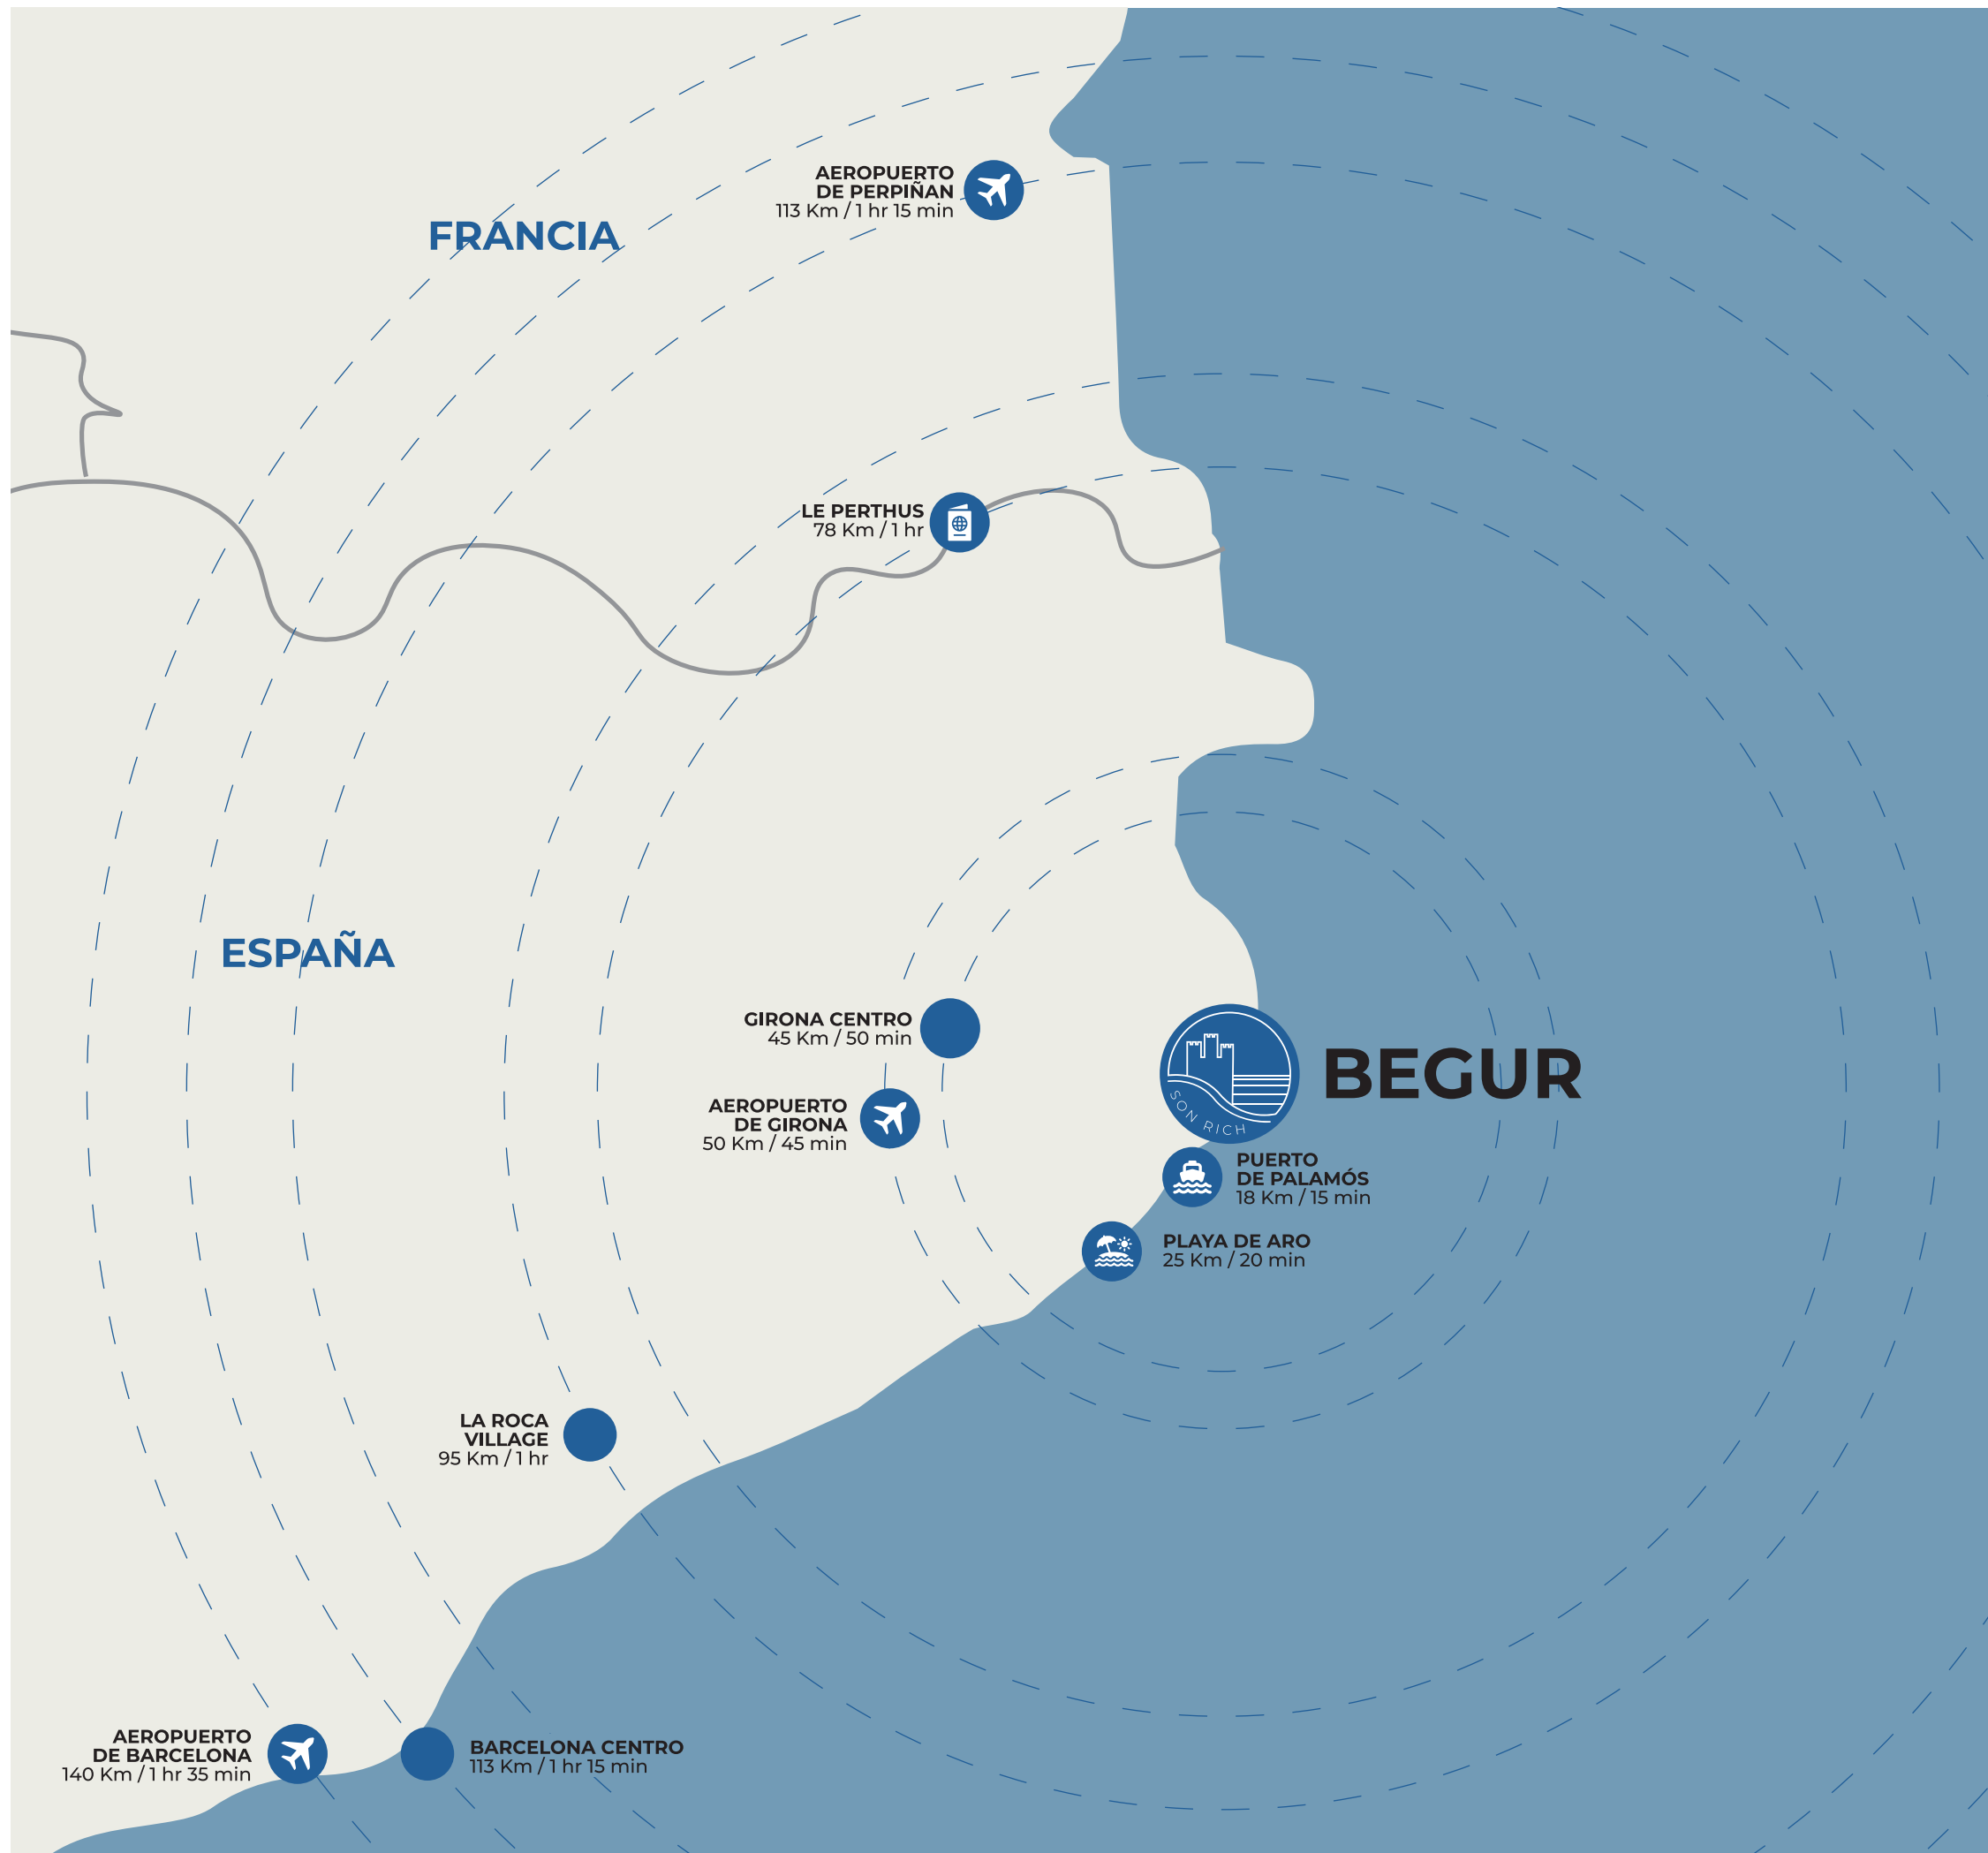 AEROPUERTO
DE PERPIÑAN
113 Km / 1 hr 15 min
FRANCIA
LE PERTHUS
78 Km / 1 hr
ESPAÑA
GIRONA CENTRO
45 Km / 50 min
BEGUR
SON RICH
AEROPUERTO
DE GIRONA
50 Km / 45 min
PUERTO
DE PALAMÓS
18 Km / 15 min
PLAYA DE ARO
25 Km / 20 min
LA ROCA
VILLAGE
95 Km / 1 hr
AEROPUERTO
DE BARCELONA
140 Km / 1 hr 35 min
BARCELONA CENTRO
113 Km / 1 hr 15 min